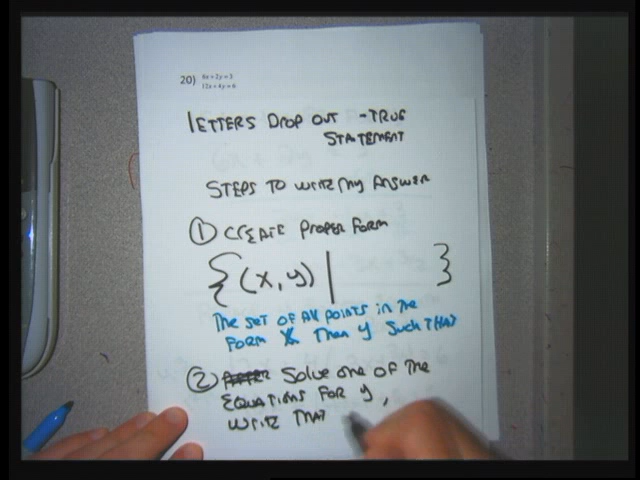 20) 6x + 2y = 3
12x + 4y = 6
LETTERS DROP OUT - TRUE
STATEMENT
STEPS TO WRITE MY ANSWER
① CREATE PROPER FORM
{ (x, y) | }
THE SET OF ALL POINTS IN THE
FORM X THEN Y SUCH THAT
② SOLVE ONE OF THE
EQUATIONS FOR y,
WRITE THAT